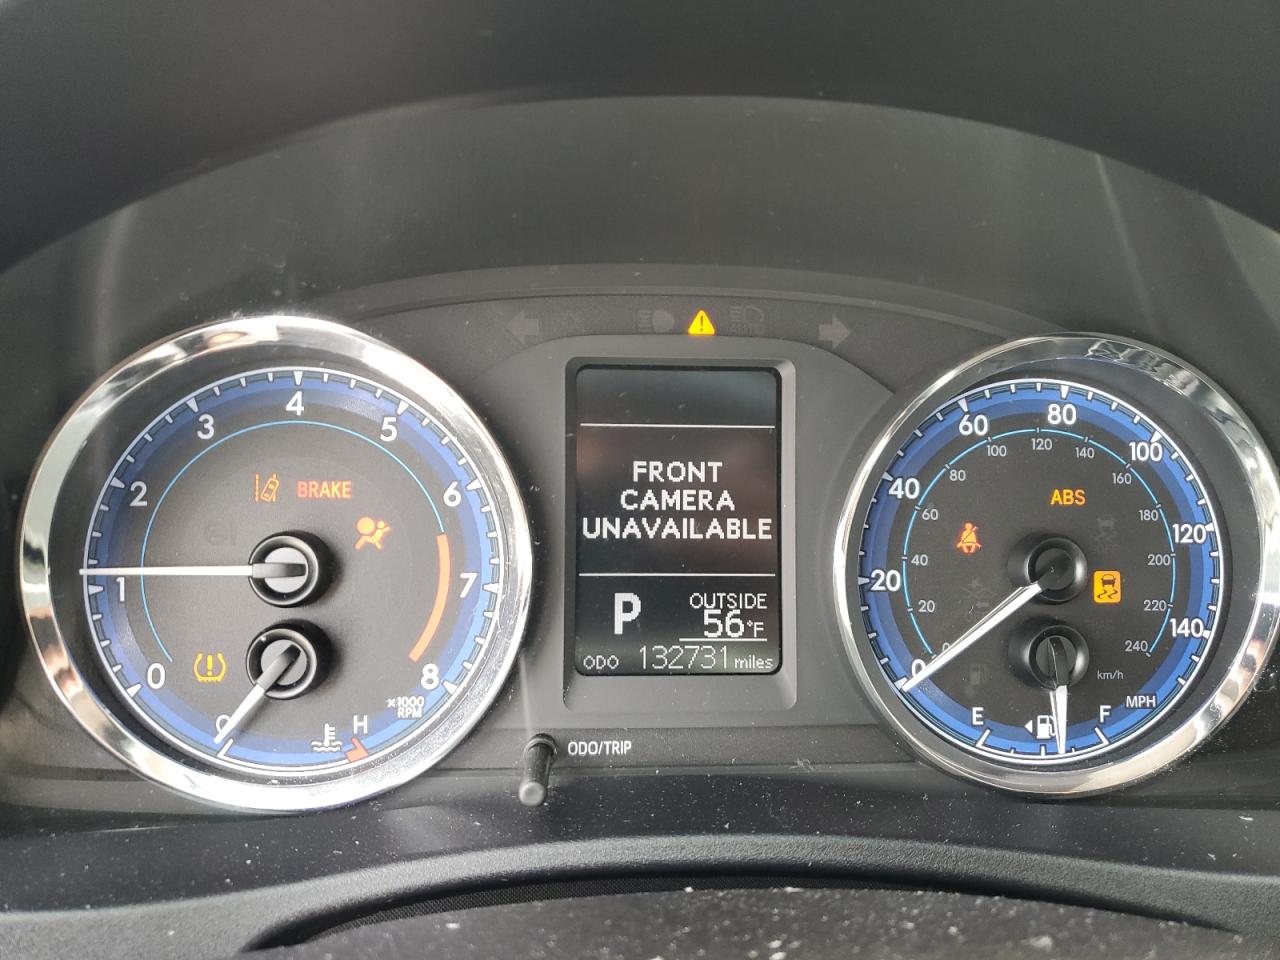 0
1
2
3
4
5
6
7
8
x1000
RPM
BRAKE
H
FRONT
CAMERA
UNAVAILABLE
P
OUTSIDE
56°F
ODO 132731 miles
ODO/TRIP
0
20
40
60
80
100
120
140
20
40
60
80
100
120
140
160
180
200
220
240
km/h
MPH
ABS
E
F